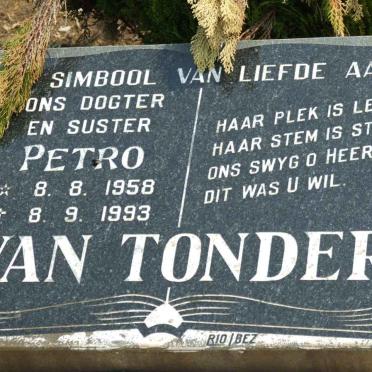 SIMBOOL VAN LIEFDE AA
ONS DOGTER
EN SUSTER
PETRO
☆ 8. 8. 1958
8. 9. 1993
HAAR PLEK IS LE
HAAR STEM IS ST
ONS SWYG O HEER
DIT WAS U WIL.
VAN TONDER
RIO/BEZ